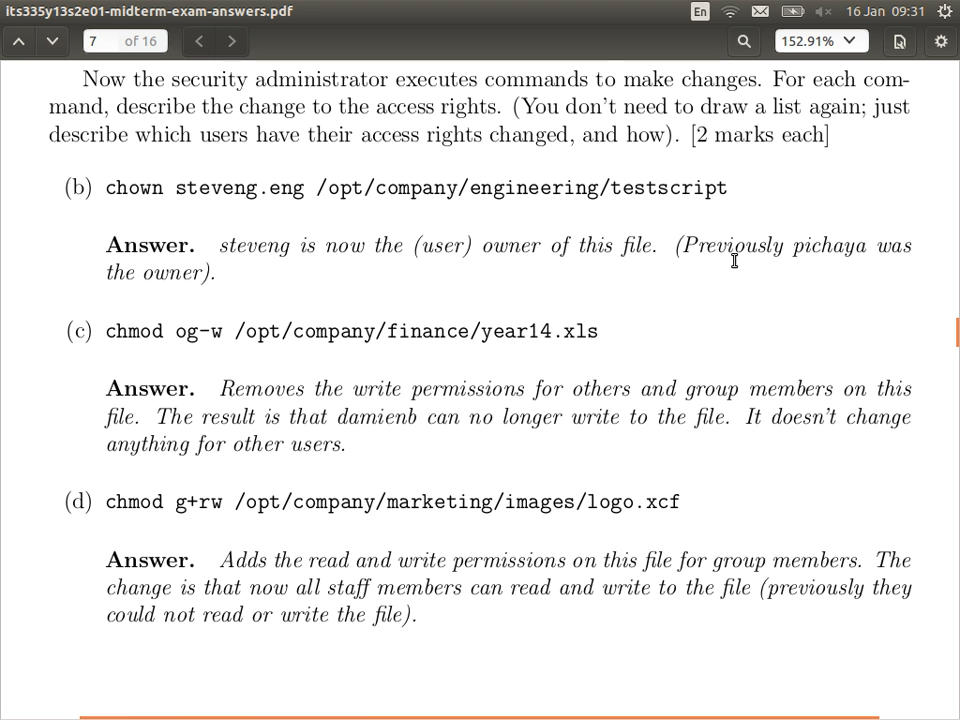 its335y13s2e01-midterm-exam-answers.pdf En 16 Jan 09:31
7 of 16 152.91%
Now the security administrator executes commands to make changes. For each com-
mand, describe the change to the access rights. (You don't need to draw a list again; just
describe which users have their access rights changed, and how). [2 marks each]
(b) chown steveng.eng /opt/company/engineering/testscript
Answer. steveng is now the (user) owner of this file. (Previously pichaya was
the owner).
(c) chmod og-w /opt/company/finance/year14.xls
Answer. Removes the write permissions for others and group members on this
file. The result is that damienb can no longer write to the file. It doesn't change
anything for other users.
(d) chmod g+rw /opt/company/marketing/images/logo.xcf
Answer. Adds the read and write permissions on this file for group members. The
change is that now all staff members can read and write to the file (previously they
could not read or write the file).